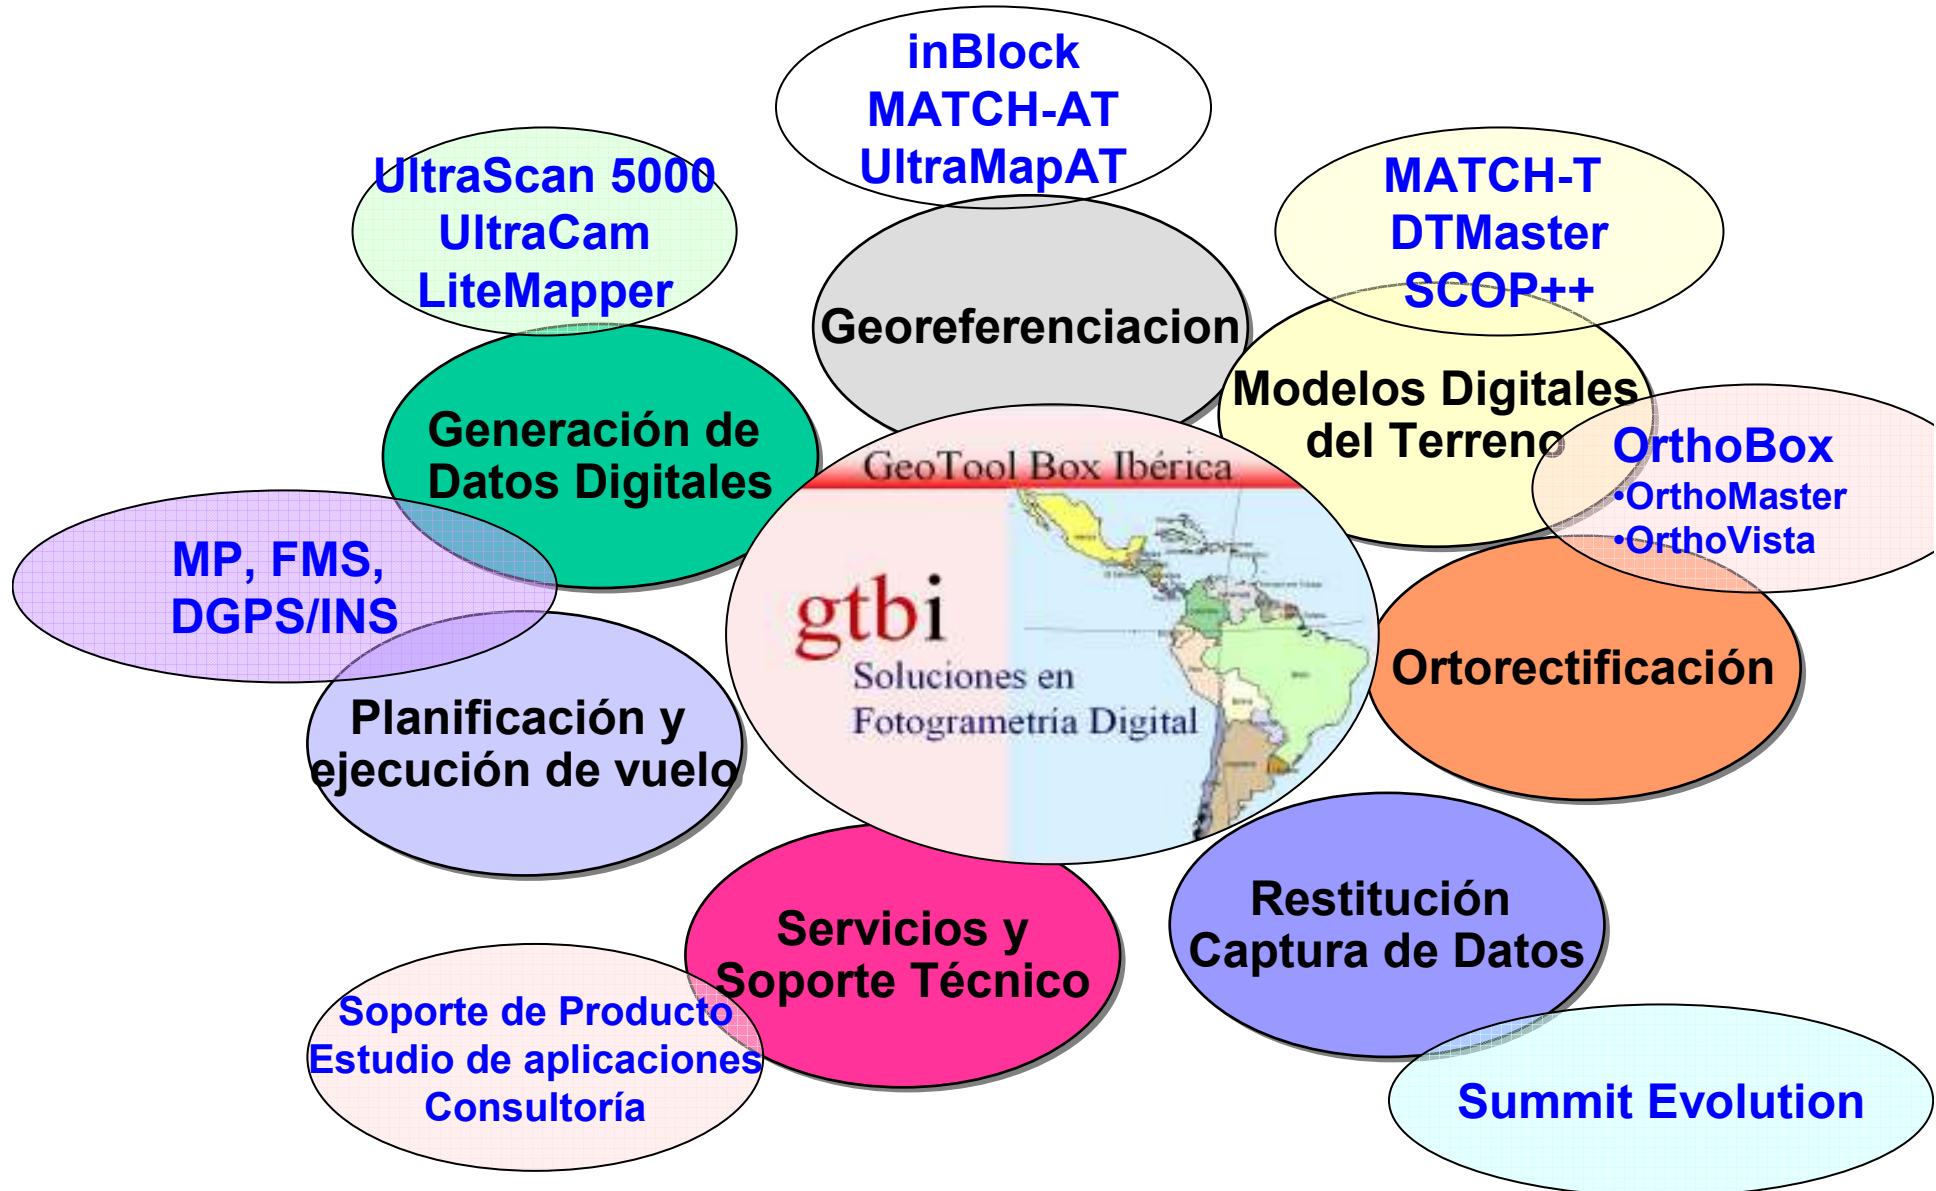 inBlock
MATCH-AT
UltraMapAT
UltraScan 5000
UltraCam
LiteMapper
MATCH-T
DTMaster
SCOP++
Georeferenciacion
Modelos Digitales
del Terreno
Generación de
Datos Digitales
OrthoBox
•OrthoMaster
•OrthoVista
GeoTool Box Ibérica
MP, FMS,
DGPS/INS
gtbi
Soluciones en
Fotogrametría Digital
Ortorectificación
Planificación y
ejecución de vuelo
Servicios y
Soporte Técnico
Restitución
Captura de Datos
Soporte de Producto
Estudio de aplicaciones
Consultoría
Summit Evolution